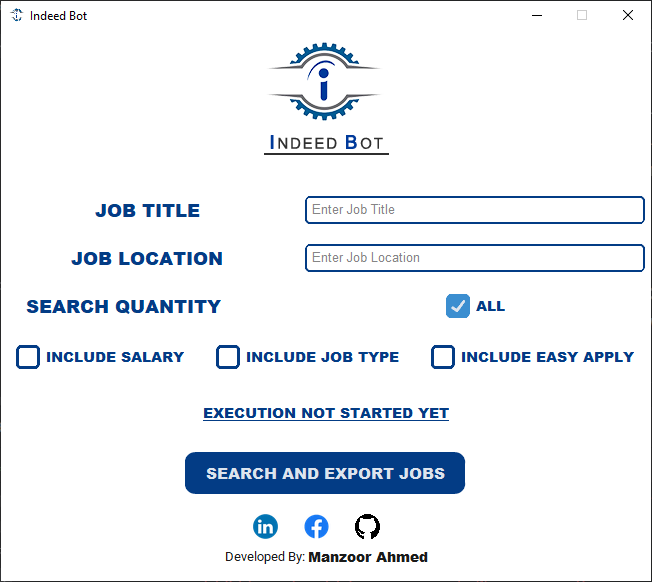 Indeed Bot
INDEED BOT
JOB TITLE
Enter Job Title
JOB LOCATION
Enter Job Location
SEARCH QUANTITY
ALL
INCLUDE SALARY
INCLUDE JOB TYPE
INCLUDE EASY APPLY
EXECUTION NOT STARTED YET
SEARCH AND EXPORT JOBS
in
Developed By: Manzoor Ahmed